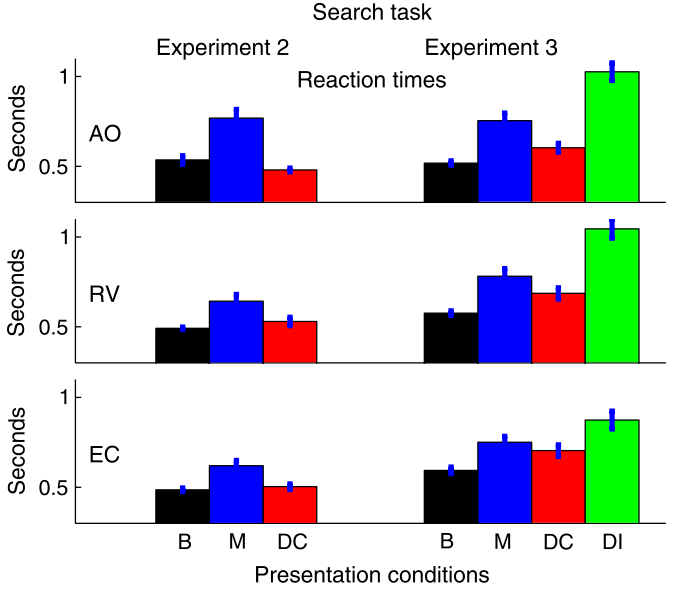 Search task
Experiment 2 Experiment 3
Reaction times
Seconds
1
0.5
AO
Seconds
1
0.5
RV
Seconds
1
0.5
EC
B M DC B M DC DI
Presentation conditions